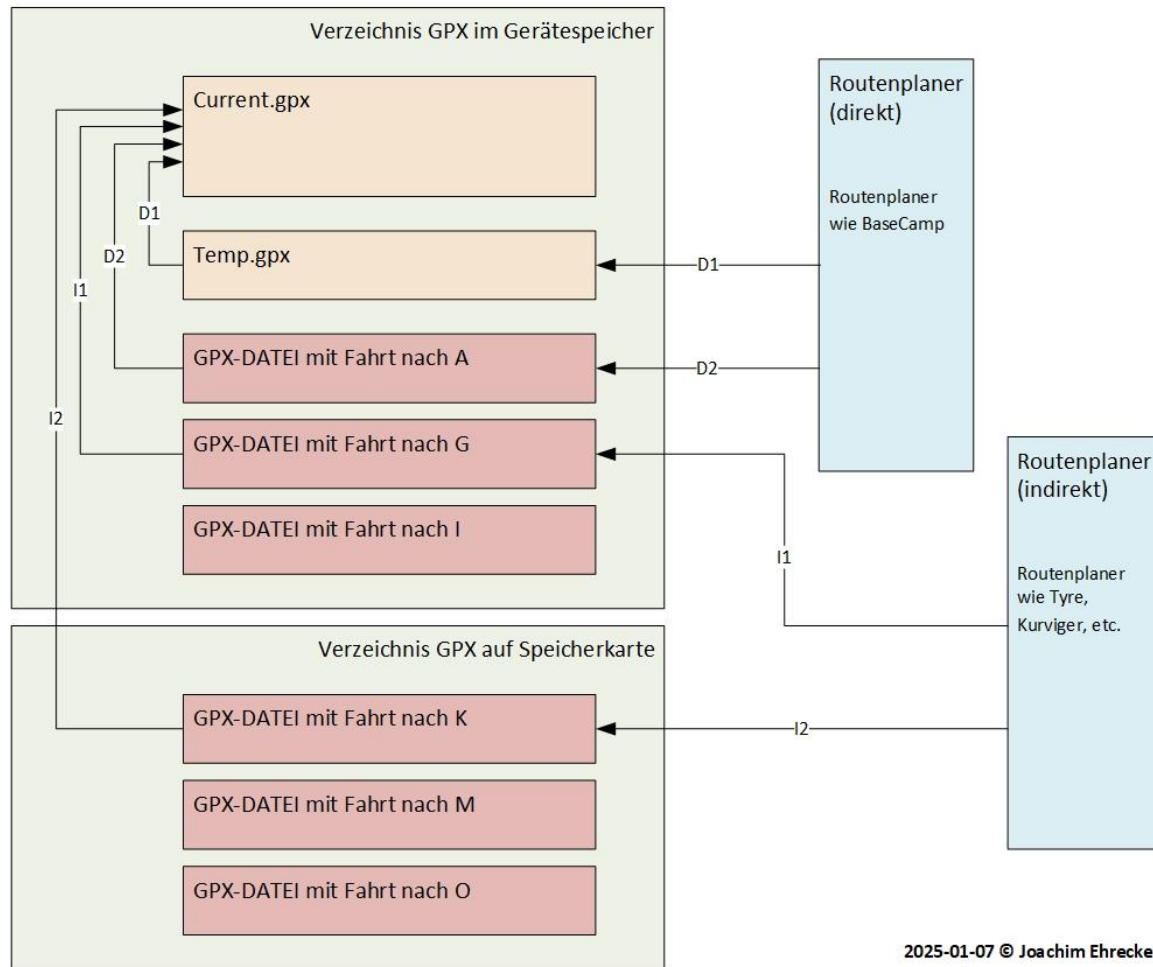 Verzeichnis GPX im Gerätespeicher
Current.gpx
Temp.gpx
GPX-DATEI mit Fahrt nach A
GPX-DATEI mit Fahrt nach G
GPX-DATEI mit Fahrt nach I
D1
D2
I1
I2
Verzeichnis GPX auf Speicherkarte
GPX-DATEI mit Fahrt nach K
GPX-DATEI mit Fahrt nach M
GPX-DATEI mit Fahrt nach O
D1
D2
I1
I2
Routenplaner
(direkt)
Routenplaner
wie BaseCamp
Routenplaner
(indirekt)
Routenplaner
wie Tyre,
Kurviger, etc.
2025-01-07 © Joachim Ehrecke